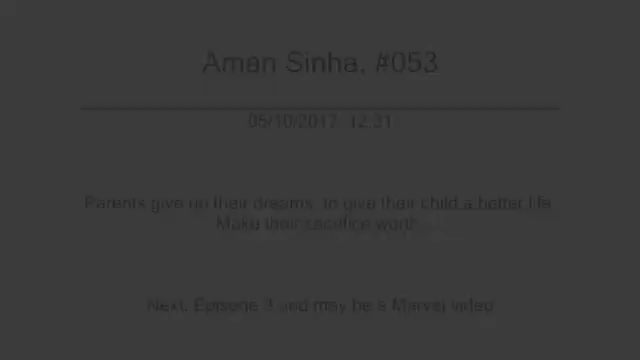 Aman Sinha, #053
05/10/2017, 12:31
Parents give up their dreams, to give their child a better life.
Make their sacrifice worth...
Next, Episode 3 and may be a Marvel video